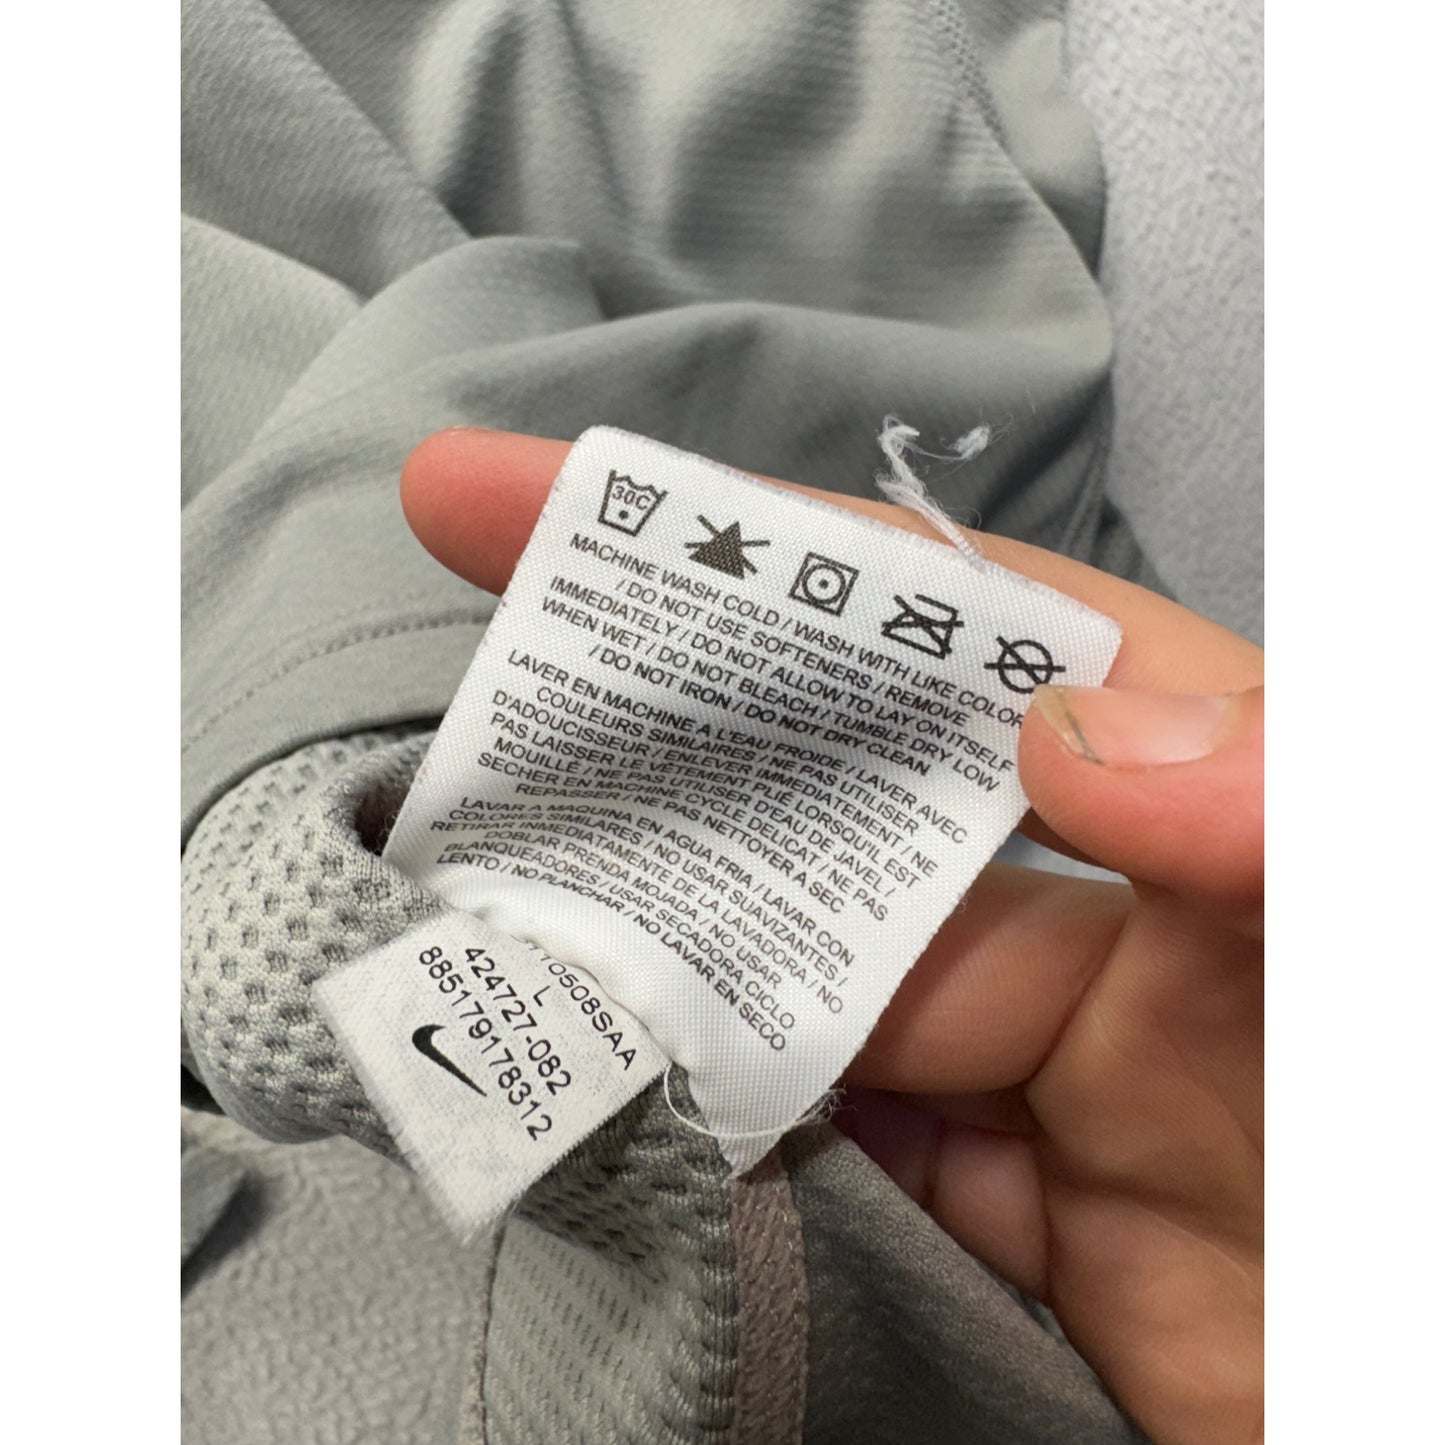 30C
MACHINE WASH COLD / WASH WITH LIKE COLOR
/ DO NOT USE SOFTENERS / REMOVE
IMMEDIATELY / DO NOT ALLOW TO LAY ON ITSELF
WHEN WET / DO NOT BLEACH / TUMBLE DRY LOW
/ DO NOT IRON / DO NOT DRY CLEAN
LAVER EN MACHINE A L'EAU FROIDE / LAVER AVEC
COULEURS SIMILAIRES / NE PAS UTILISER
D'ADOUCISSEUR / ENLEVER IMMEDIATEMENT / NE
PAS LAISSER LE VÊTEMENT PLIÉ LORSQU'IL EST
MOUILLÉ / NE PAS UTILISER D'EAU DE JAVEL /
SECHER EN MACHINE CYCLE DELICAT / NE PAS
REPASSER / NE PAS NETTOYER A SEC
LAVAR A MAQUINA EN AGUA FRIA / LAVAR CON
COLORES SIMILARES / NO USAR SUAVIZANTES /
RETIRAR INMEDIATAMENTE DE LA LAVADORA / NO
DOBLAR PRENDA MOJADA / NO USAR
BLANQUEADORES / USAR SECADORA CICLO
LENTO / NO PLANCHAR / NO LAVAR EN SECO
110508SAA
L
424727-082
885179178312